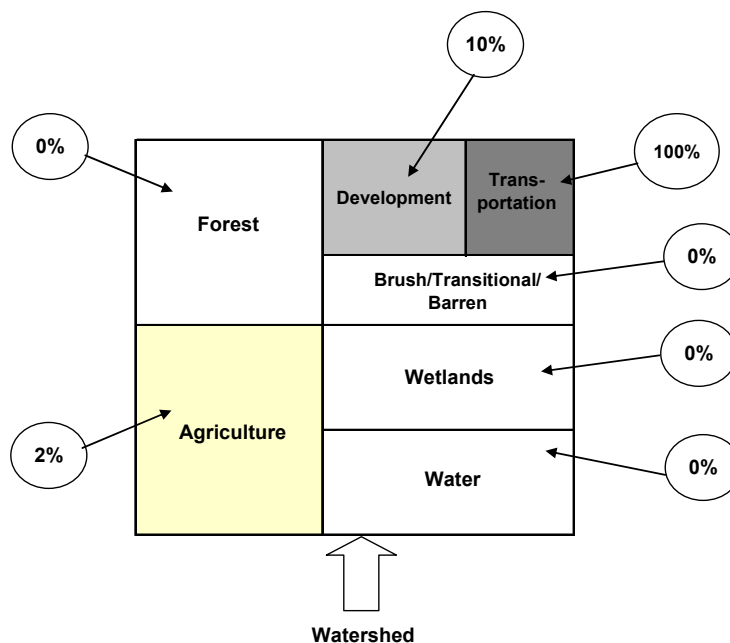 10%
0%
100%
Development
Trans-
portation
Forest
0%
Brush/Transitional/
Barren
0%
Wetlands
Agriculture
2%
0%
Water
Watershed